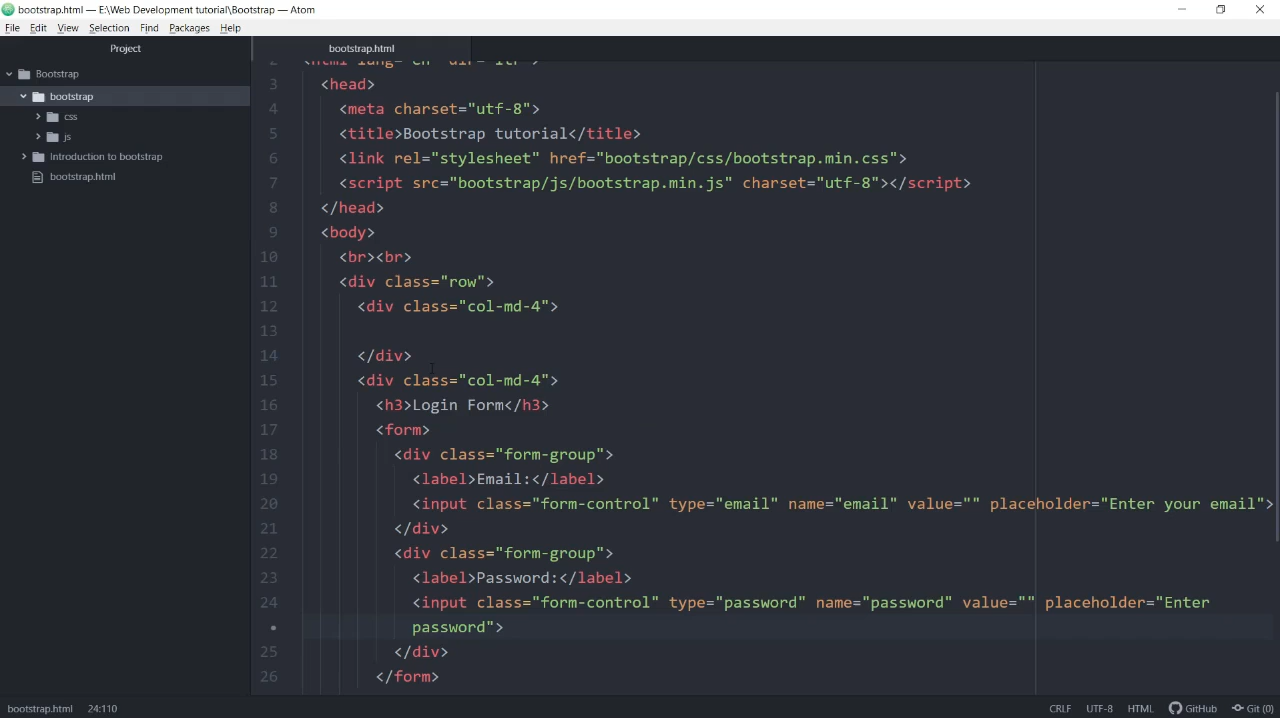 bootstrap.html — E:\Web Development tutorial\Bootstrap — Atom
File Edit View Selection Find Packages Help
Project
bootstrap.html
Bootstrap
bootstrap
css
js
Introduction to bootstrap
bootstrap.html
2 <html lang="en" dir="ltr">
3 <head>
4 <meta charset="utf-8">
5 <title>Bootstrap tutorial</title>
6 <link rel="stylesheet" href="bootstrap/css/bootstrap.min.css">
7 <script src="bootstrap/js/bootstrap.min.js" charset="utf-8"></script>
8 </head>
9 <body>
10 <br><br>
11 <div class="row">
12 <div class="col-md-4">
13
14 </div>
15 <div class="col-md-4">
16 <h3>Login Form</h3>
17 <form>
18 <div class="form-group">
19 <label>Email:</label>
20 <input class="form-control" type="email" name="email" value="" placeholder="Enter your email">
21 </div>
22 <div class="form-group">
23 <label>Password:</label>
24 <input class="form-control" type="password" name="password" value="" placeholder="Enter
• password">
25 </div>
26 </form>
bootstrap.html 24:110 CRLF UTF-8 HTML GitHub Git (0)